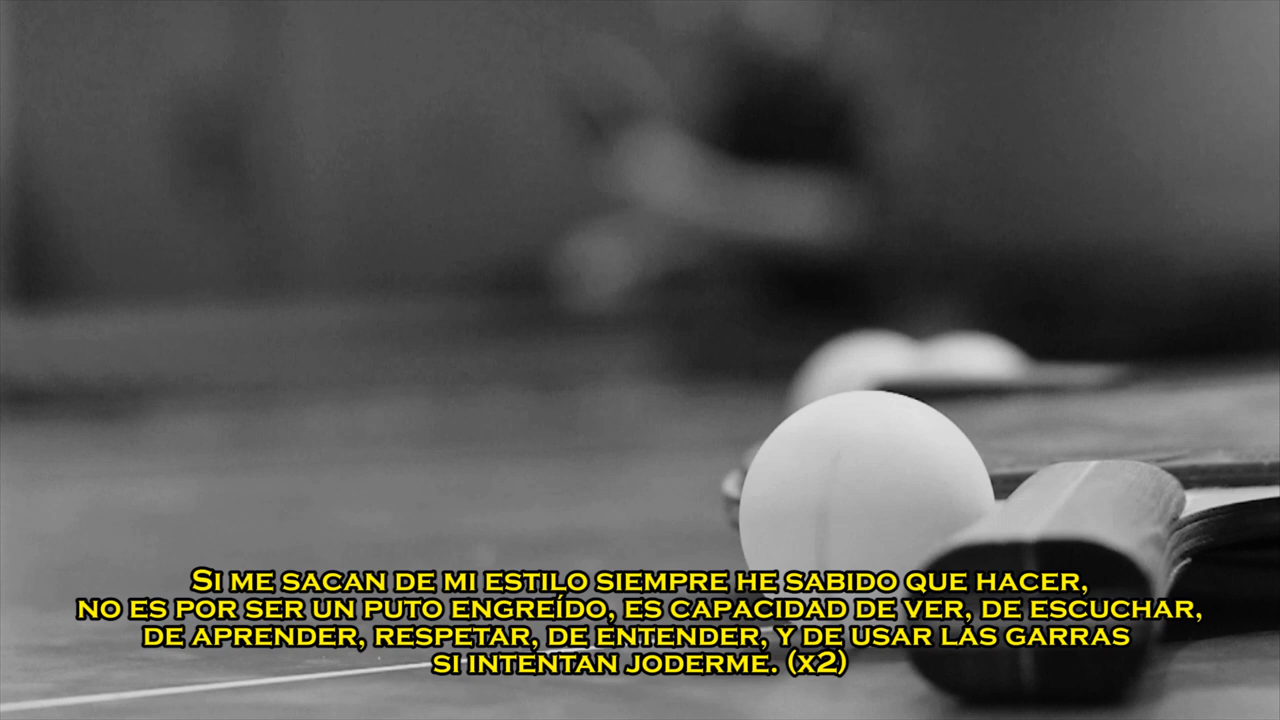 Si me sacan de mi estilo siempre he sabido que hacer,
no es por ser un puto engreído, es capacidad de ver, de escuchar,
de aprender, respetar, de entender, y de usar las garras
si intentan joderme. (x2)